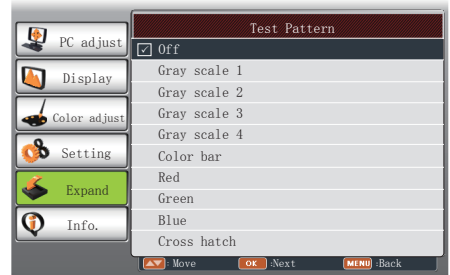 PC adjust
Display
Color adjust
Setting
Expand
Info.
Test Pattern
Off
Gray scale 1
Gray scale 2
Gray scale 3
Gray scale 4
Color bar
Red
Green
Blue
Cross hatch
: Move OK :Next MENU :Back